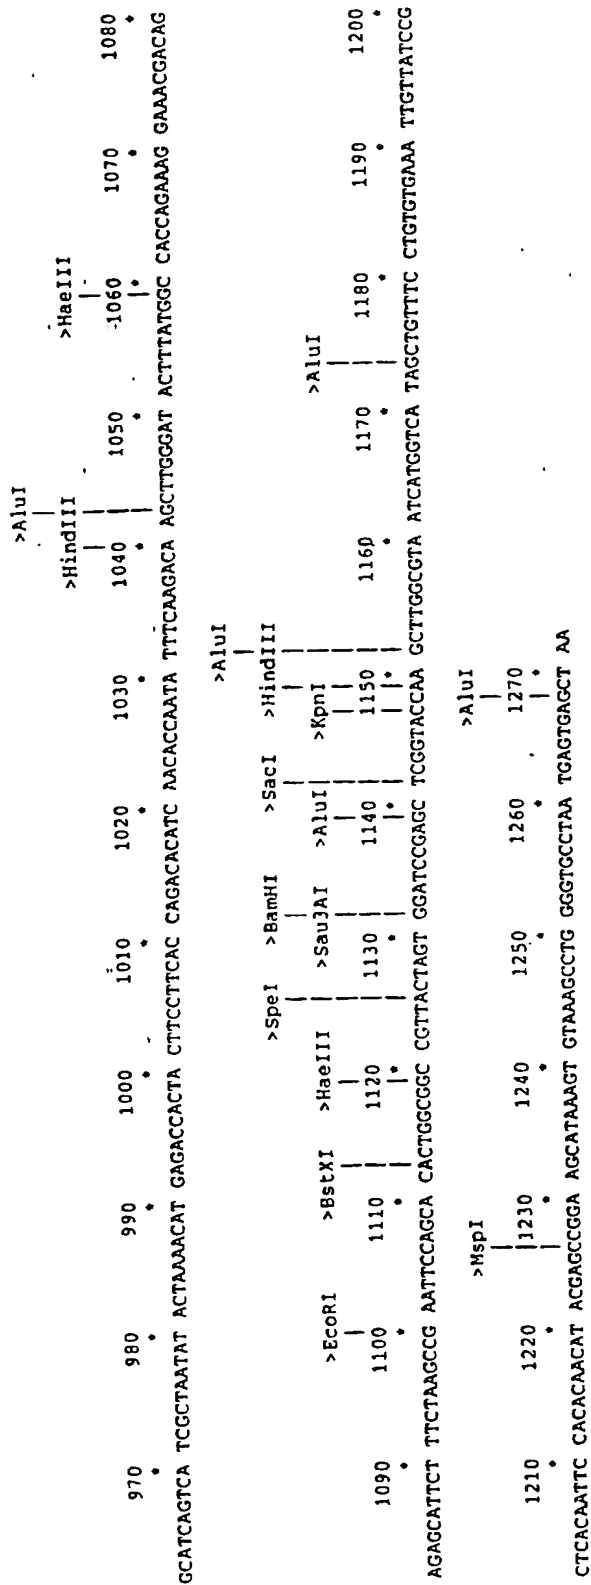 >AluI
>HindIII >HaeIII
970 980 990 1000 1010 1020 1030 1040 1050 1060 1070 1080
GCATCAGTCA TCGCTAATAT ACTAAAACAT GAGACCACTA CTTCCTTCAC CAGACACATC AACACCAATA TTTCAAGACA AGCTTGGGAT ACTTTATGGC CACCAGAAAG GAAACGACAG
>AluI
>SpeI >BamHI >SacI >HindIII
>EcoRI >BstXI >HaeIII >Sau3AI >AluI >KpnI >AluI
1090 1100 1110 1120 1130 1140 1150 1160 1170 1180 1190 1200
AGAGCATTCT TTCTAAGCCG AATTCCAGCA CACTGGCGGC CGTTACTAGT GGATCCGAGC TCGGTACCAA GCTTGGCGTA ATCATGGTCA TAGCTGTTTC CTGTGTGAAA TTGTTATCCG
>MspI >AluI
1210 1220 1230 1240 1250 1260 1270
CTCACAATTC CACACAACAT ACGAGCCGGA AGCATAAAGT GTAAAGCCTG GGGTGCCTAA TGAGTGAGCT AA